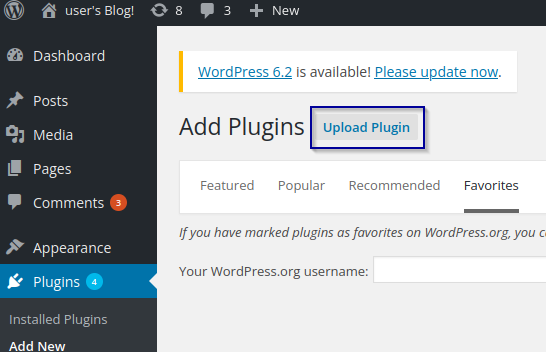 user's Blog! 8 3 New
Dashboard
Posts
Media
Pages
Comments 3
Appearance
Plugins 4
Installed Plugins
Add New
WordPress 6.2 is available! Please update now.
Add Plugins Upload Plugin
Featured Popular Recommended Favorites
If you have marked plugins as favorites on WordPress.org, you
Your WordPress.org username: